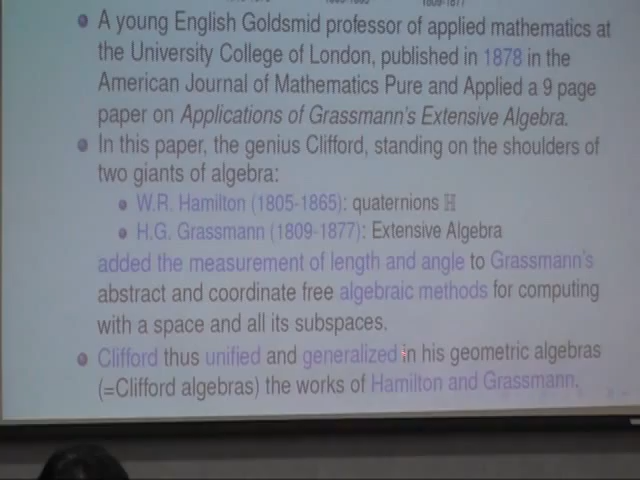 • A young English Goldsmid professor of applied mathematics at
the University College of London, published in 1878 in the
American Journal of Mathematics Pure and Applied a 9 page
paper on Applications of Grassmann's Extensive Algebra.
• In this paper, the genius Clifford, standing on the shoulders of
two giants of algebra:
• W.R. Hamilton (1805-1865): quaternions ℍ
• H.G. Grassmann (1809-1877): Extensive Algebra
added the measurement of length and angle to Grassmann's
abstract and coordinate free algebraic methods for computing
with a space and all its subspaces.
• Clifford thus unified and generalized in his geometric algebras
(=Clifford algebras) the works of Hamilton and Grassmann.